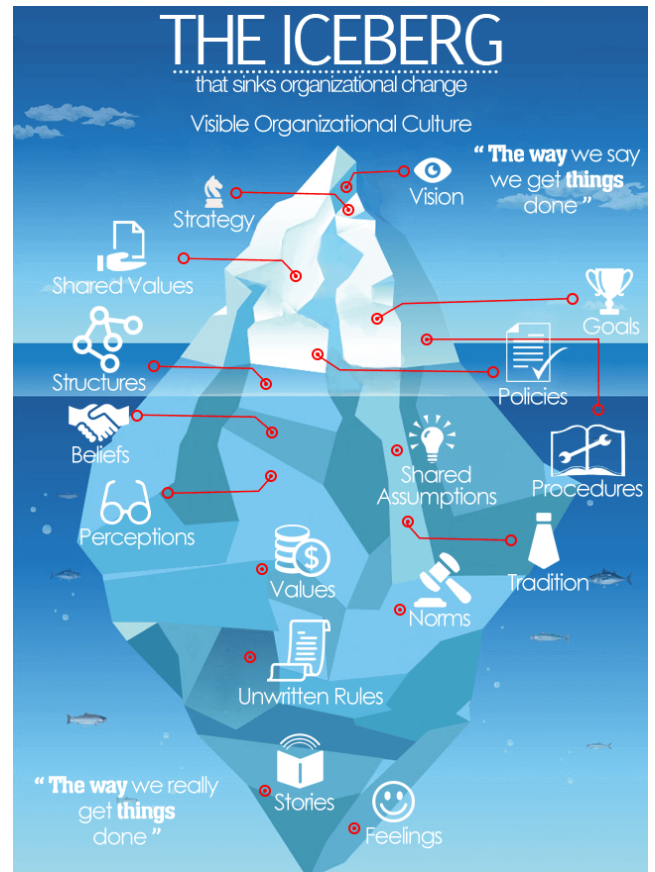 THE ICEBERG
that sinks organizational change
Visible Organizational Culture
“ The way we say
we get things
done ”
Vision
Strategy
Shared Values
Goals
Structures
Policies
Beliefs
Shared
Assumptions
Procedures
Perceptions
Tradition
$
Values
Norms
Unwritten Rules
“ The way we really
get things
done ”
Stories
Feelings